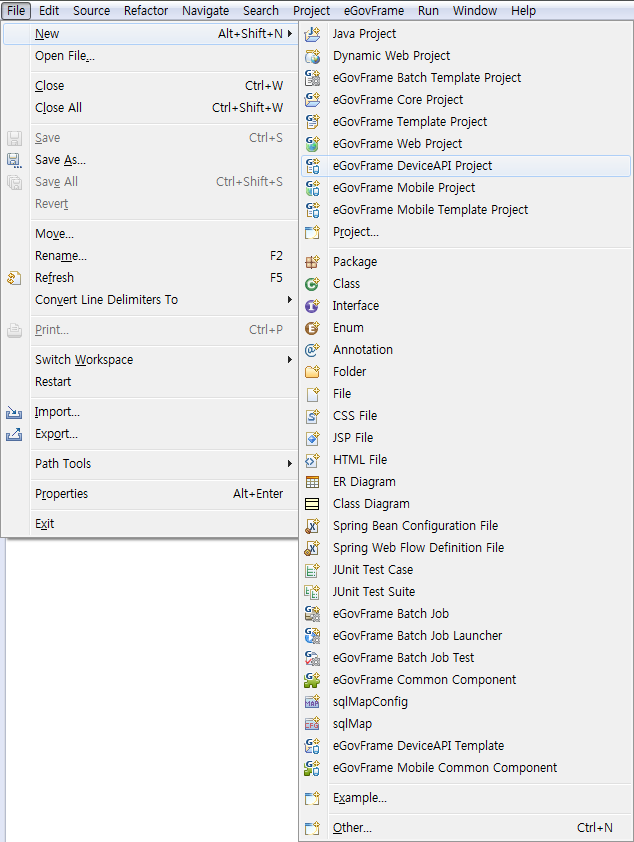 File Edit Source Refactor Navigate Search Project eGovFrame Run Window Help
New Alt+Shift+N
Open File...
Close Ctrl+W
Close All Ctrl+Shift+W
Save Ctrl+S
Save As...
Save All Ctrl+Shift+S
Revert
Move...
Rename... F2
Refresh F5
Convert Line Delimiters To
Print... Ctrl+P
Switch Workspace
Restart
Import...
Export...
Path Tools
Properties Alt+Enter
Exit
Java Project
Dynamic Web Project
eGovFrame Batch Template Project
eGovFrame Core Project
eGovFrame Template Project
eGovFrame Web Project
eGovFrame DeviceAPI Project
eGovFrame Mobile Project
eGovFrame Mobile Template Project
Project...
Package
Class
Interface
Enum
Annotation
Folder
File
CSS File
JSP File
HTML File
ER Diagram
Class Diagram
Spring Bean Configuration File
Spring Web Flow Definition File
JUnit Test Case
JUnit Test Suite
eGovFrame Batch Job
eGovFrame Batch Job Launcher
eGovFrame Batch Job Test
eGovFrame Common Component
sqlMapConfig
sqlMap
eGovFrame DeviceAPI Template
eGovFrame Mobile Common Component
Example...
Other... Ctrl+N